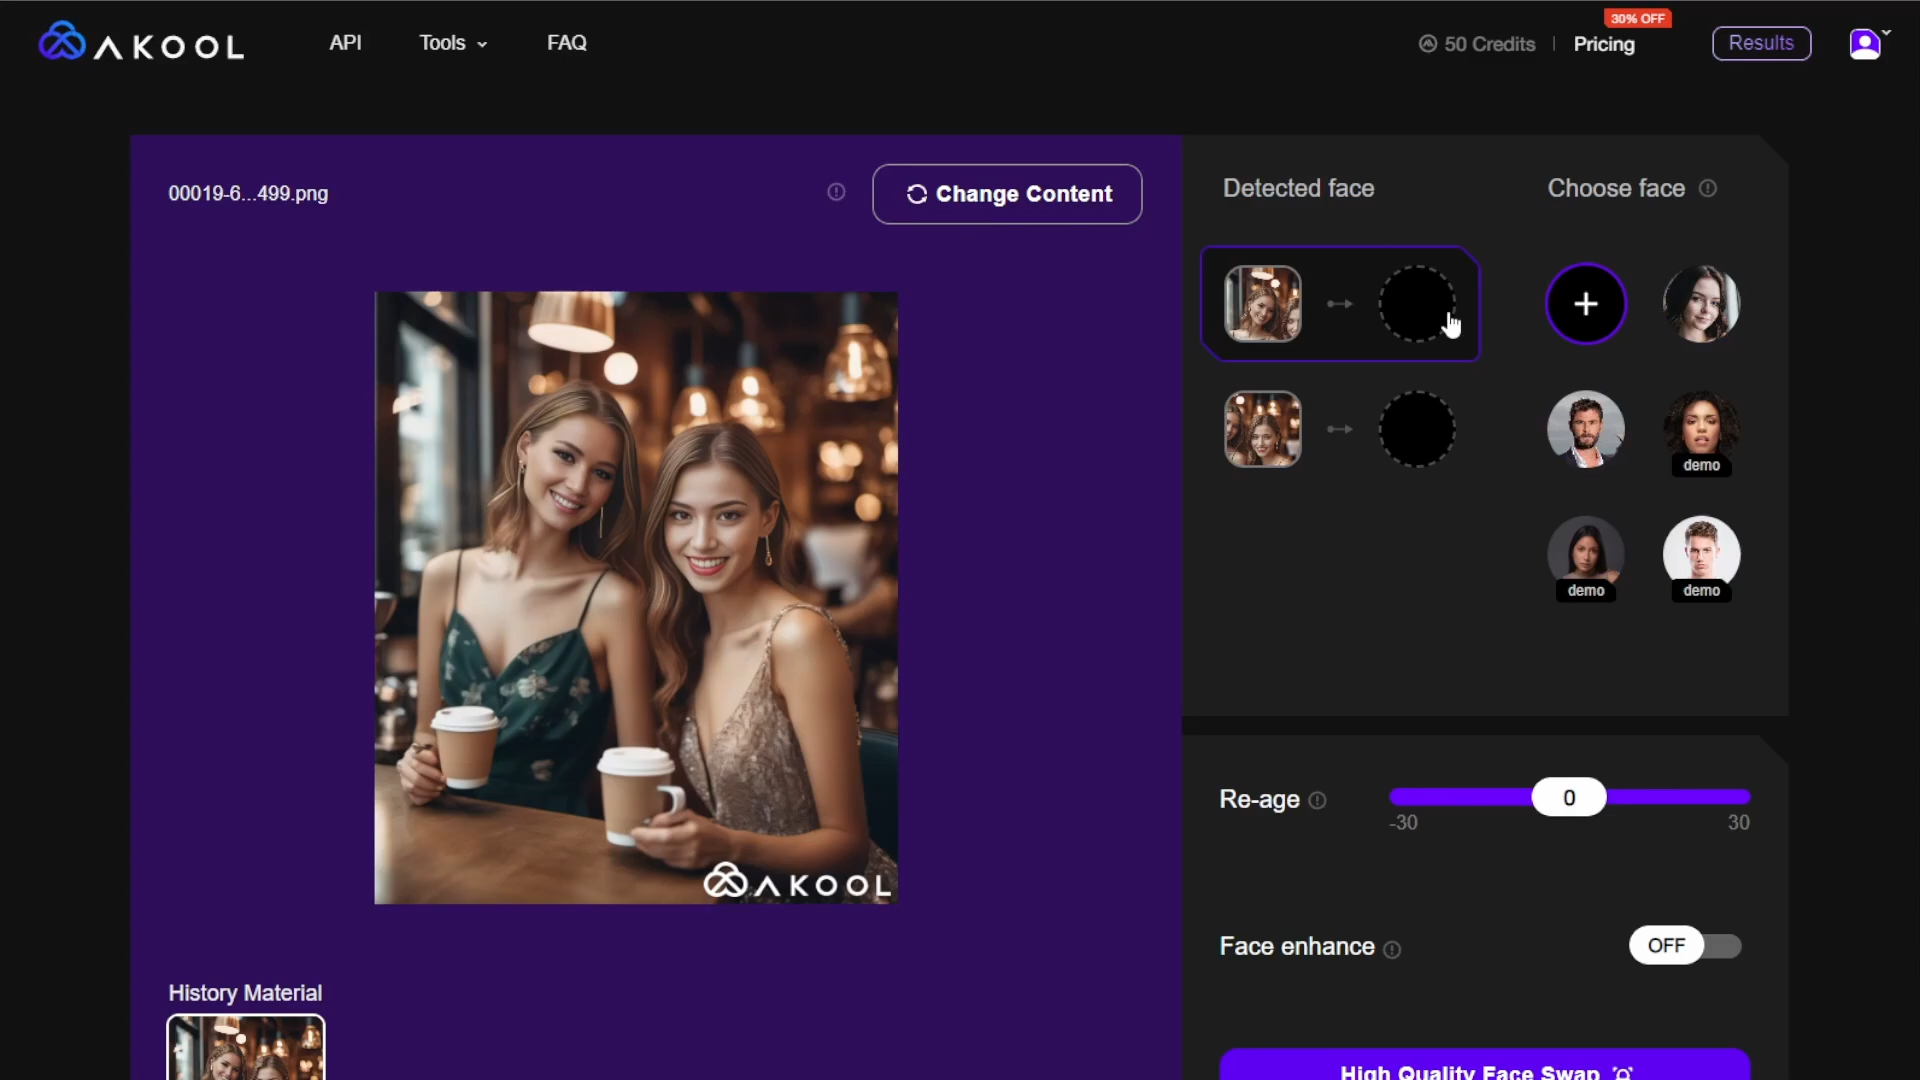 AKOOL
API
Tools
FAQ
50 Credits
30% OFF
Pricing
Results
00019-6...499.png
Change Content
Detected face
Choose face
demo
demo
demo
AKOOL
Re-age
0
-30
30
Face enhance
OFF
History Material
High Quality Face Swap